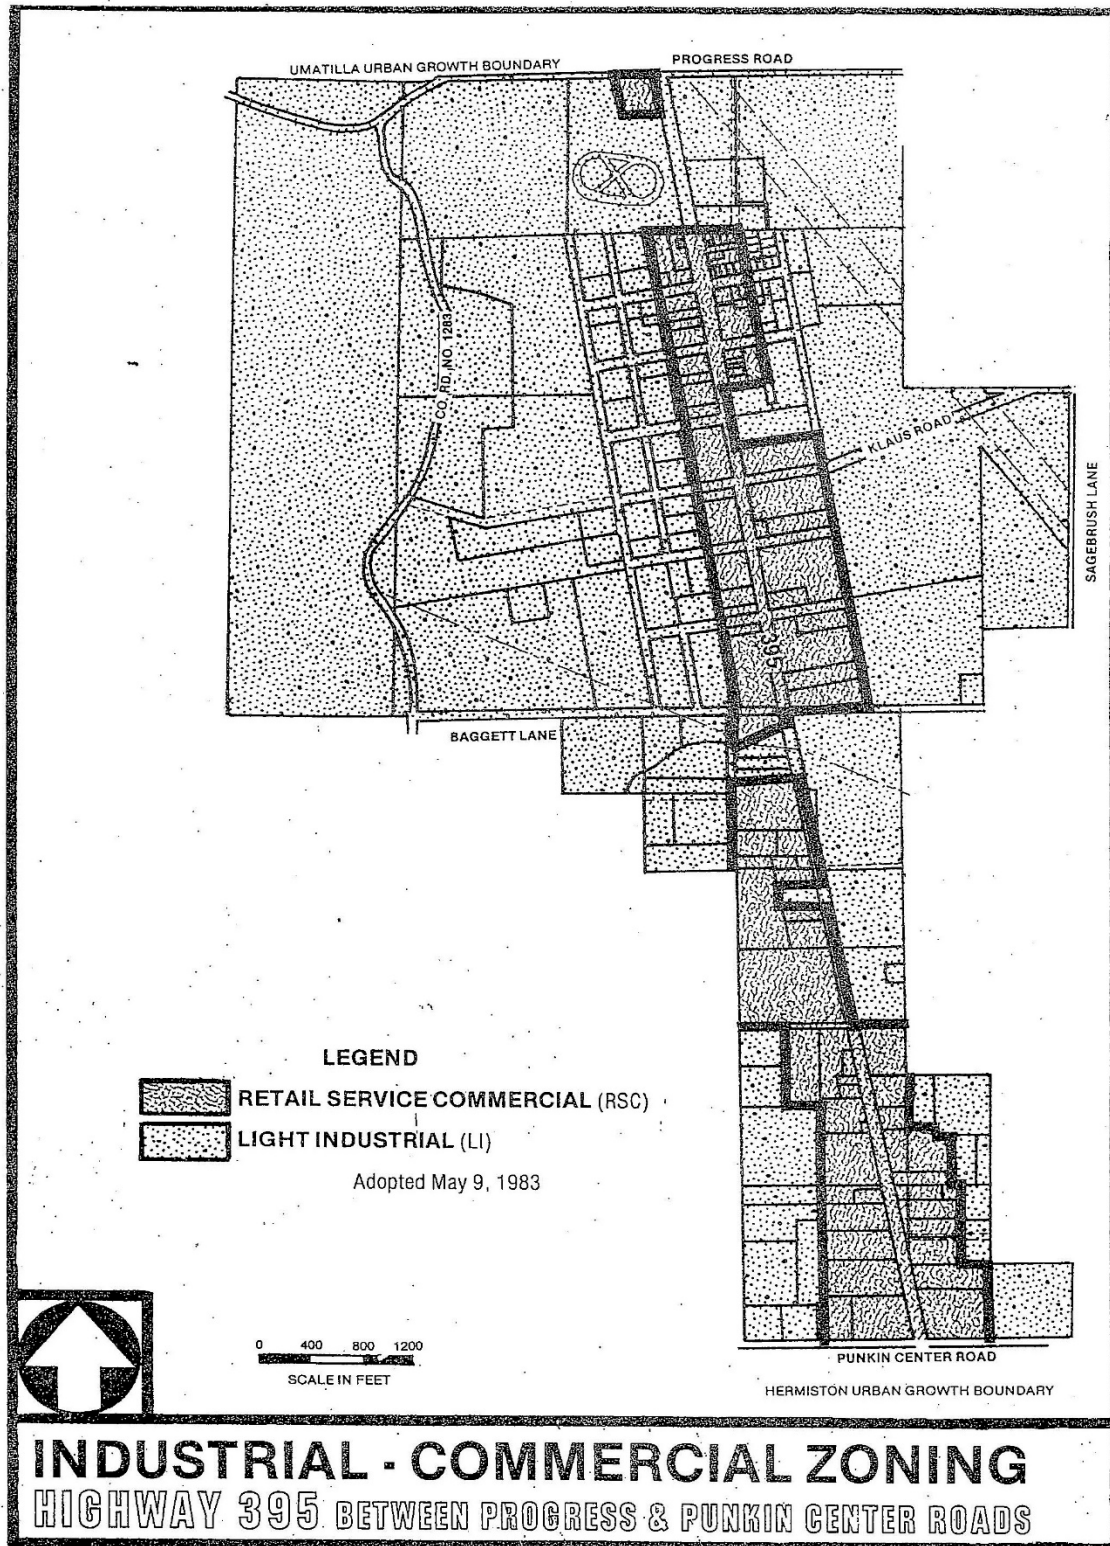 UMATILLA URBAN GROWTH BOUNDARY
PROGRESS ROAD
CO. RD. NO. 1283
KLAUS ROAD
SAGEBRUSH LANE
395
BAGGETT LANE
LEGEND
RETAIL SERVICE COMMERCIAL (RSC)
LIGHT INDUSTRIAL (LI)
Adopted May 9, 1983
0 400 800 1200
SCALE IN FEET
PUNKIN CENTER ROAD
HERMISTON URBAN GROWTH BOUNDARY
INDUSTRIAL - COMMERCIAL ZONING
HIGHWAY 395 BETWEEN PROGRESS & PUNKIN CENTER ROADS